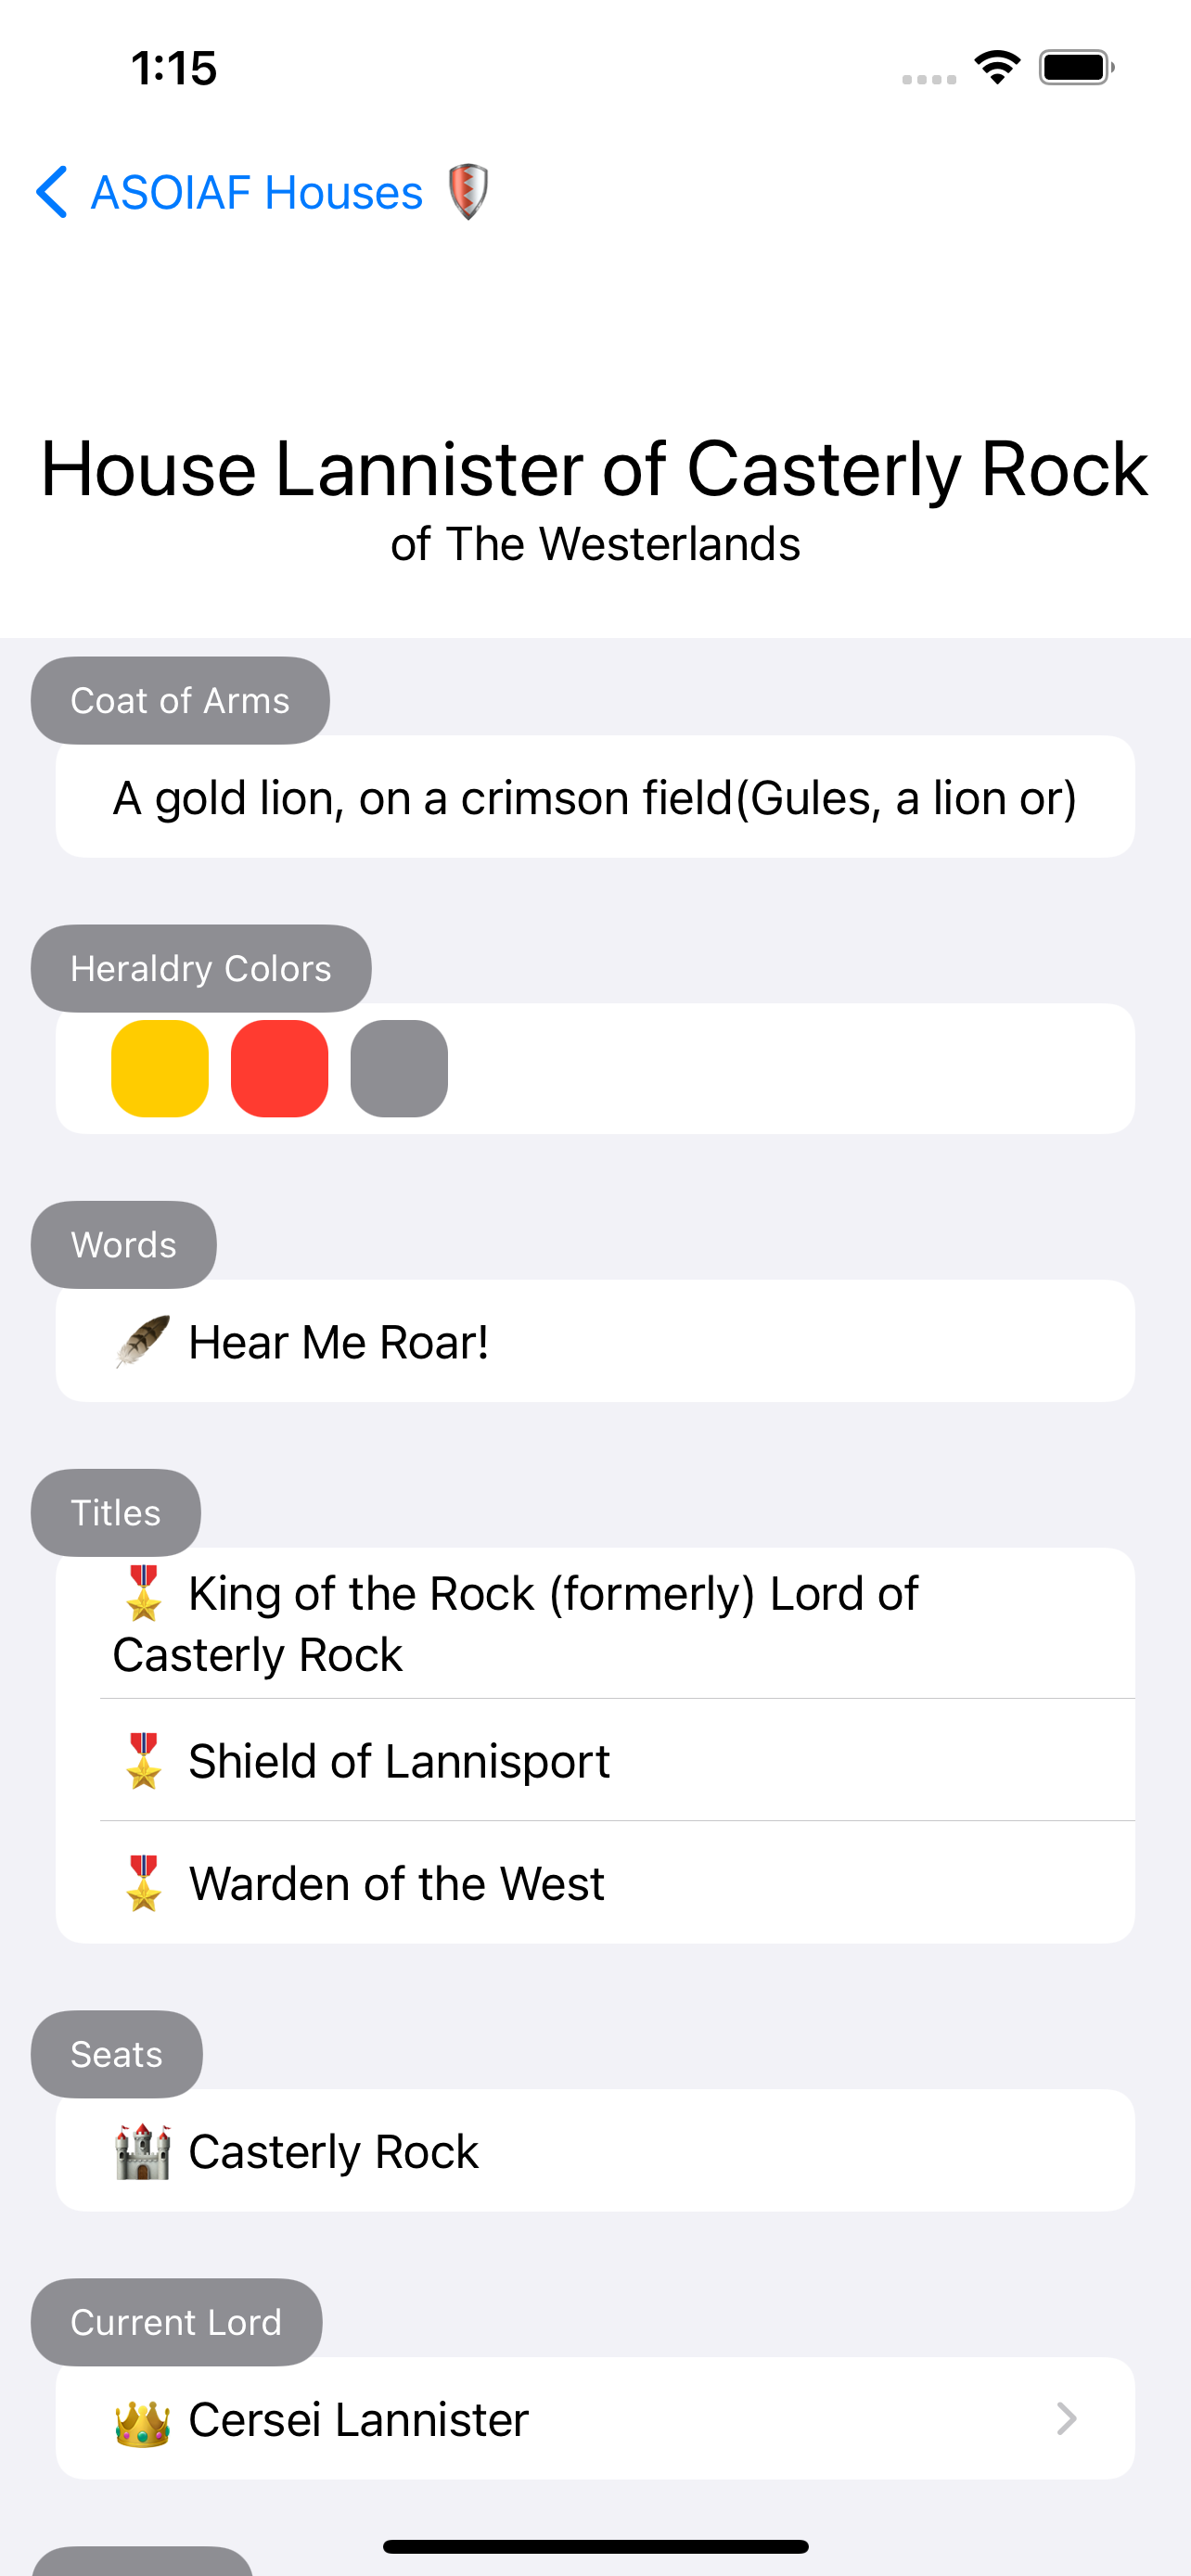 1:15
ASOIAF Houses
House Lannister of Casterly Rock
of The Westerlands
Coat of Arms
A gold lion, on a crimson field(Gules, a lion or)
Heraldry Colors
Words
Hear Me Roar!
Titles
King of the Rock (formerly) Lord of
Casterly Rock
Shield of Lannisport
Warden of the West
Seats
Casterly Rock
Current Lord
Cersei Lannister